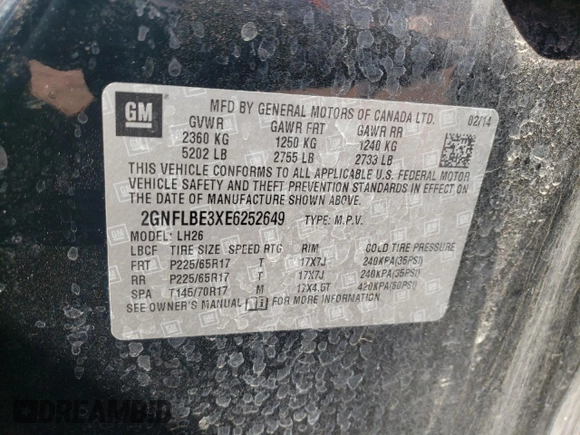 GM
MFD BY GENERAL MOTORS OF CANADA LTD. 02/14
GVWR GAWR FRT GAWR RR
2360 KG 1250 KG 1240 KG
5202 LB 2755 LB 2733 LB
THIS VEHICLE CONFORMS TO ALL APPLICABLE U.S. FEDERAL MOTOR
VEHICLE SAFETY AND THEFT PREVENTION STANDARDS IN EFFECT
ON THE DATE OF MANUFACTURE SHOWN ABOVE.
2GNFLBE3XE6252649 TYPE: M.P.V.
MODEL: LH26
LBCF TIRE SIZE SPEED RTG RIM COLD TIRE PRESSURE
FRT P225/65R17 T 17X7J 240KPA(35PSI)
RR P225/65R17 T 17X7J 240KPA(35PSI)
SPA T145/70R17 M 17X4.5T 420KPA(60PSI)
SEE OWNER'S MANUAL FOR MORE INFORMATION
DREAMBID